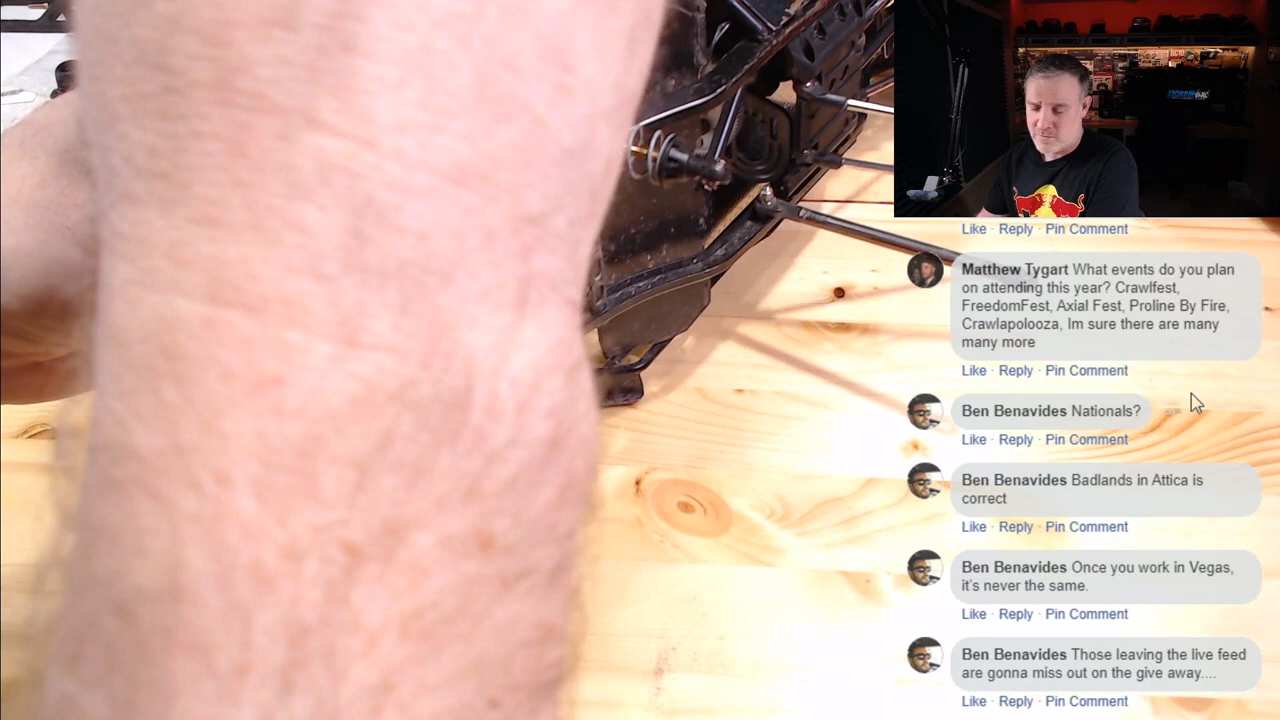 Like · Reply · Pin Comment
Matthew Tygart What events do you plan
on attending this year? Crawlfest,
FreedomFest, Axial Fest, Proline By Fire,
Crawlapolooza, Im sure there are many
many more
Like · Reply · Pin Comment
Ben Benavides Nationals?
Like · Reply · Pin Comment
Ben Benavides Badlands in Attica is
correct
Like · Reply · Pin Comment
Ben Benavides Once you work in Vegas,
it's never the same.
Like · Reply · Pin Comment
Ben Benavides Those leaving the live feed
are gonna miss out on the give away....
Like · Reply · Pin Comment